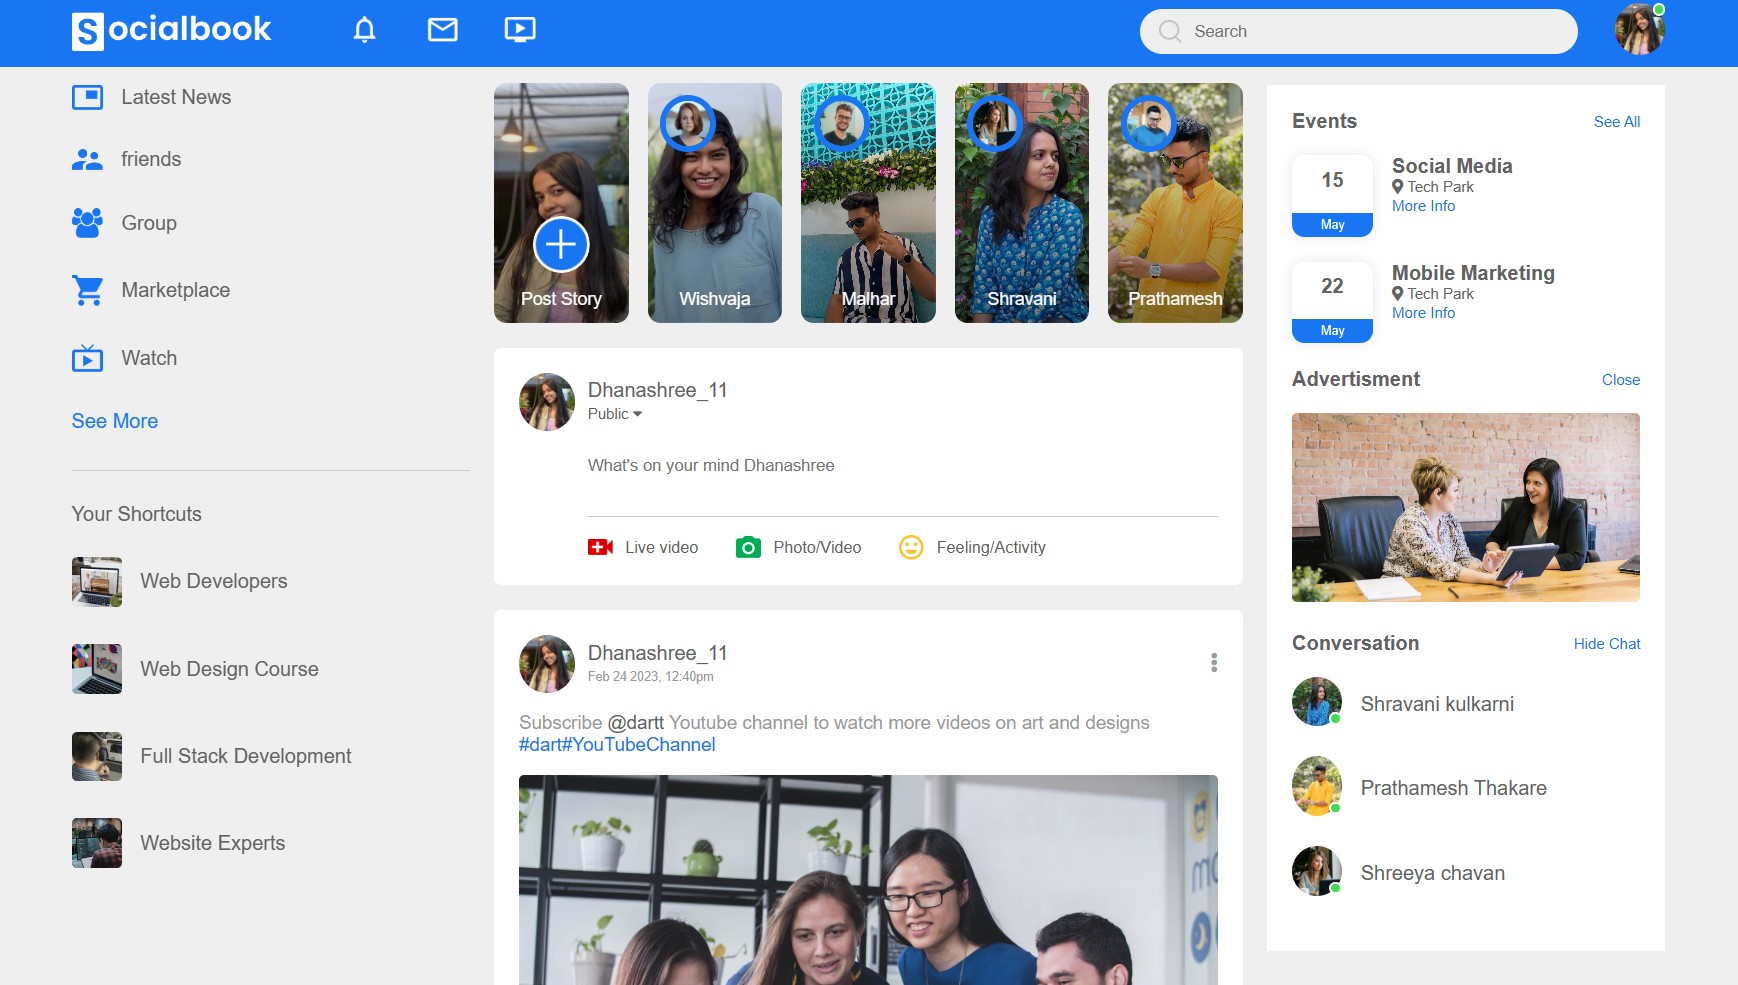 Socialbook
Search
Latest News
friends
Group
Marketplace
Watch
See More
Your Shortcuts
Web Developers
Web Design Course
Full Stack Development
Website Experts
Post Story
Wishvaja
Malhar
Shravani
Prathamesh
Dhanashree_11
Public
What's on your mind Dhanashree
Live video
Photo/Video
Feeling/Activity
Dhanashree_11
Feb 24 2023, 12:40pm
Subscribe @dartt Youtube channel to watch more videos on art and designs
#dart#YouTubeChannel
Events
See All
15
May
Social Media
Tech Park
More Info
22
May
Mobile Marketing
Tech Park
More Info
Advertisment
Close
Conversation
Hide Chat
Shravani kulkarni
Prathamesh Thakare
Shreeya chavan